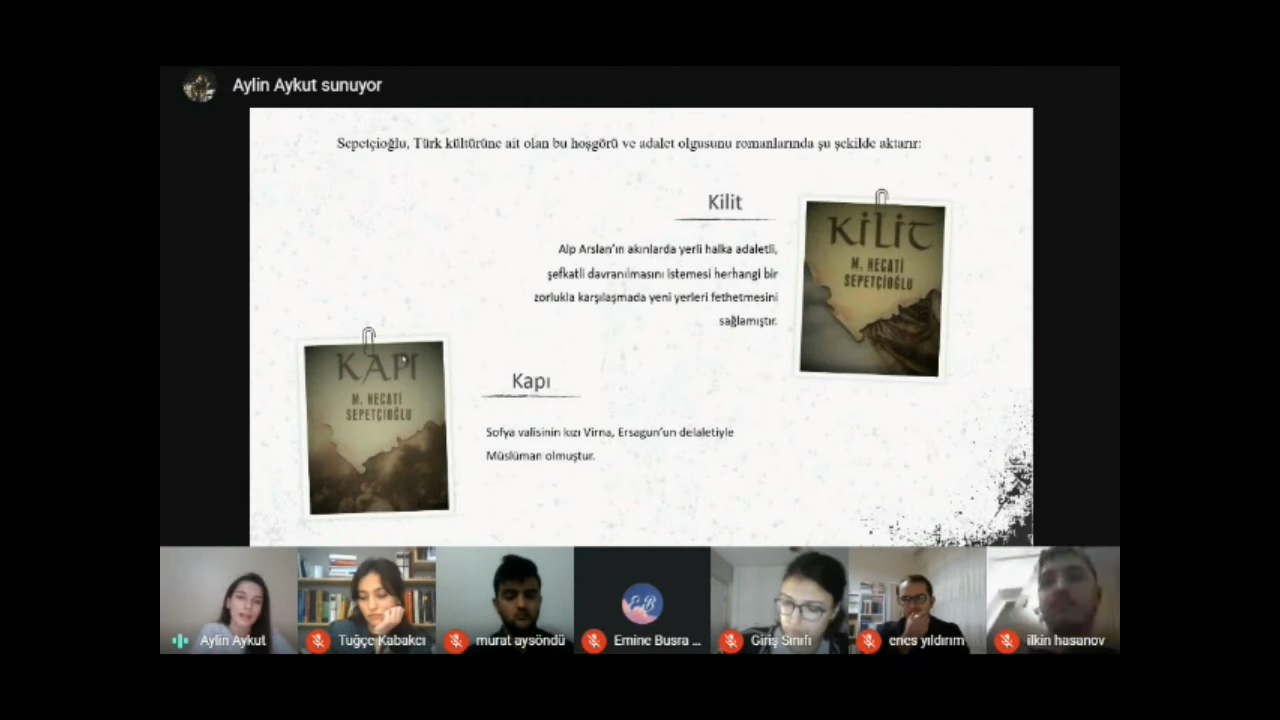 Aylin Aykut sunuyor
Sepetçioğlu, Türk kültürüne ait olan bu hoşgörü ve adalet olgusunu romanlarında şu şekilde aktarır:
Kilit
Alp Arslan'ın akınlarda yerli halka adaletli,
şefkatli davranılmasını istemesi herhangi bir
zorlukla karşılaşmada yeni yerleri fethetmesini
sağlamıştır.
KİLİT
M. NECATİ
SEPETÇİOĞLU
KAPI
M. NECATİ
SEPETÇİOĞLU
Kapı
Sofya valisinin kızı Virna, Ersagun'un delaletiyle
Müslüman olmuştur.
EB
Aylin Aykut
Tuğçe Kabakcı
murat aysöndü
Emine Busra ...
Giriş Sınıfı
enes yıldırım
ilkin hasanov